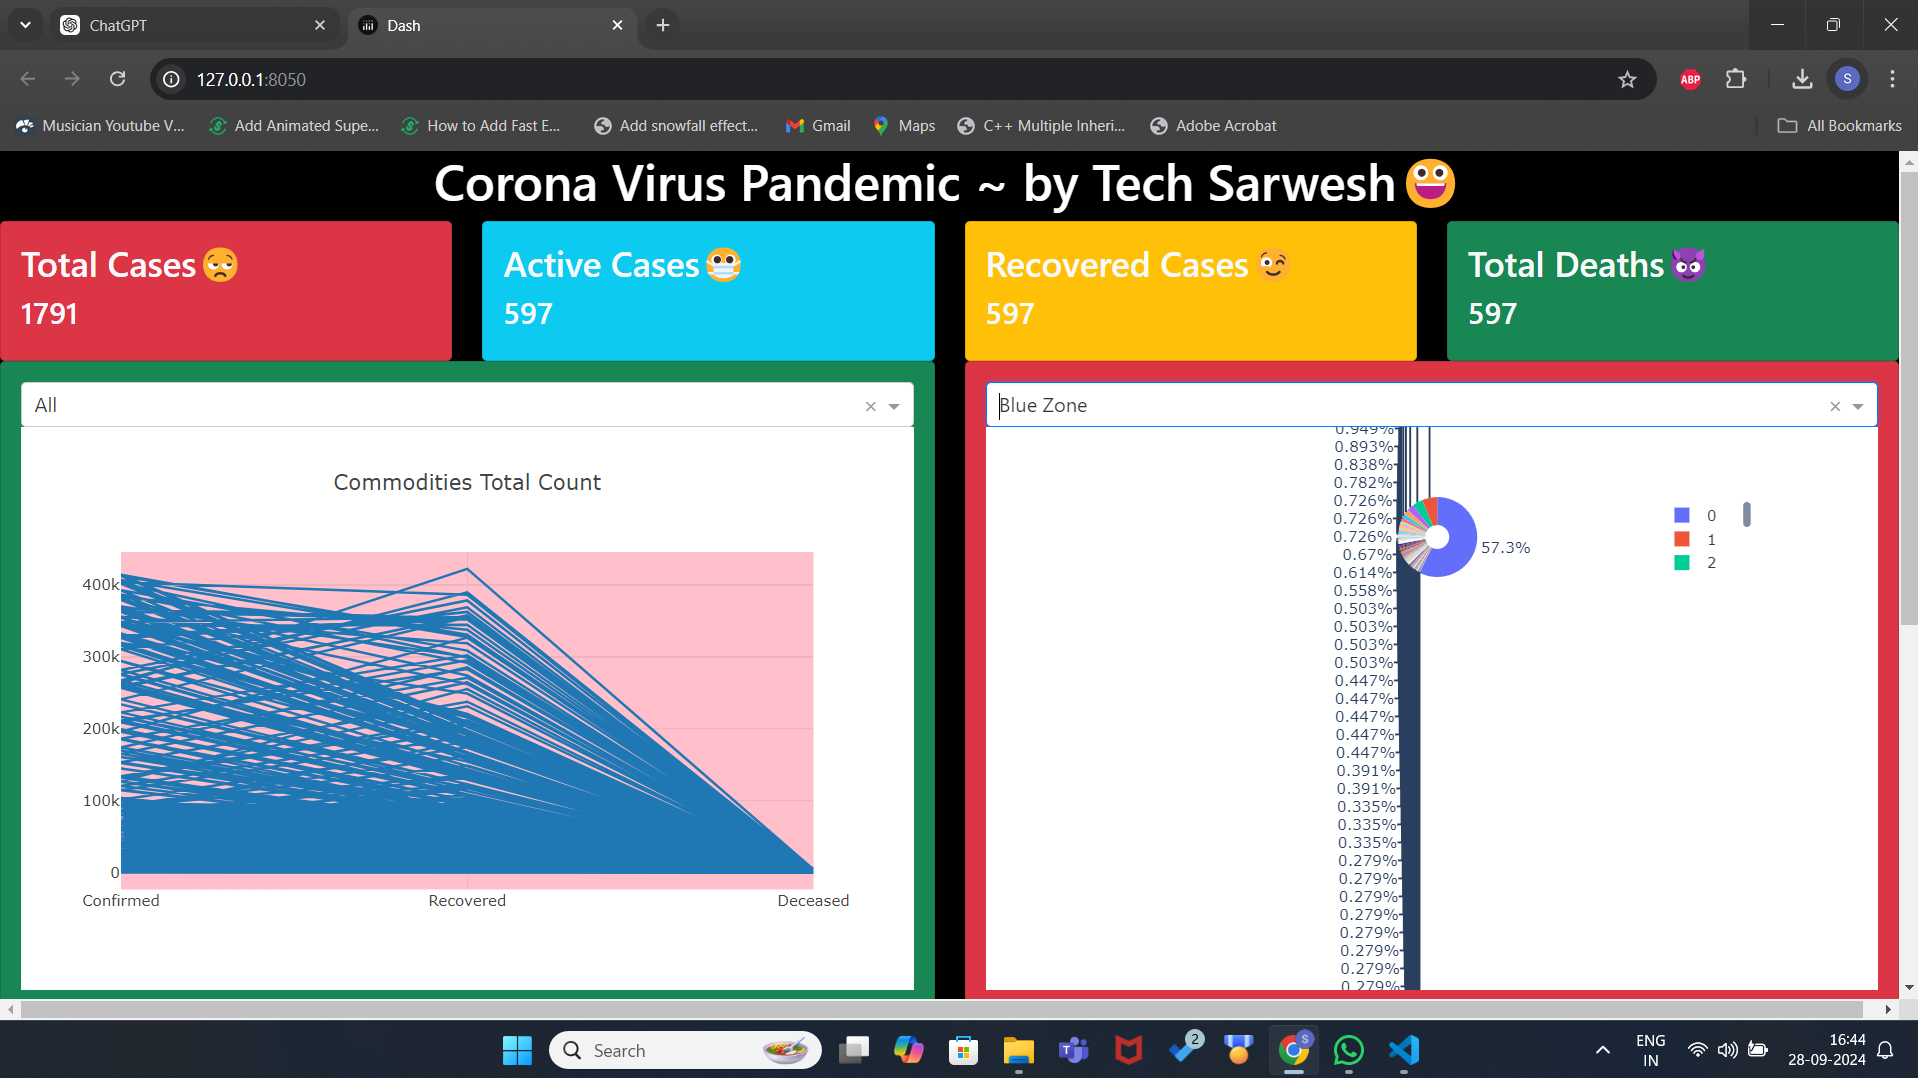 ChatGPT
Dash
127.0.0.1:8050
ABP
S
Musician Youtube V...
Add Animated Supe...
How to Add Fast E...
Add snowfall effect...
Gmail
Maps
C++ Multiple Inheri...
Adobe Acrobat
All Bookmarks
Corona Virus Pandemic ~ by Tech Sarwesh😀
Total Cases😞
1791
Active Cases😷
597
Recovered Cases😉
597
Total Deaths😈
597
All
Commodities Total Count
400k
300k
200k
100k
0
Confirmed
Recovered
Deceased
Blue Zone
0.949%
0.893%
0.838%
0.782%
0.726%
0.726%
0.726%
0.67%
0.614%
0.558%
0.503%
0.503%
0.503%
0.503%
0.447%
0.447%
0.447%
0.447%
0.447%
0.391%
0.391%
0.335%
0.335%
0.335%
0.279%
0.279%
0.279%
0.279%
0.279%
0.279%
0.279%
0.279%
57.3%
0
1
2
Search
2
S
ENG
IN
16:44
28-09-2024